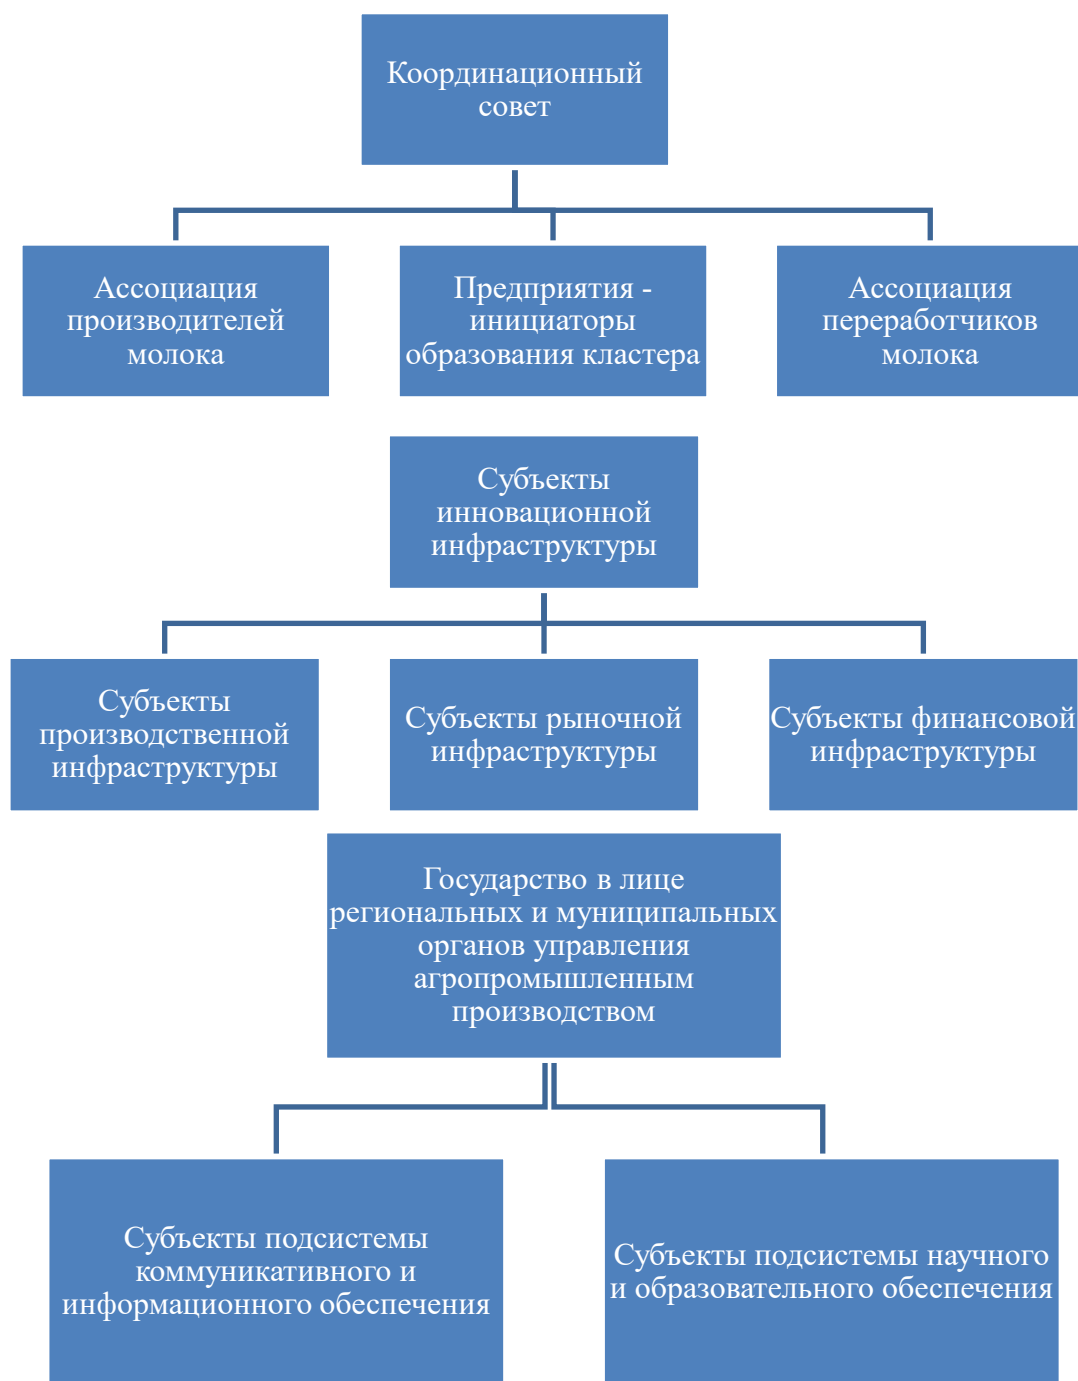 Координационный
совет
Ассоциация
производителей
молока
Предприятия -
инициаторы
образования кластера
Ассоциация
переработчиков
молока
Субъекты
инновационной
инфраструктуры
Субъекты
производственной
инфраструктуры
Субъекты рыночной
инфраструктуры
Субъекты финансовой
инфраструктуры
Государство в лице
региональных и муниципальных
органов управления
агропромышленным
производством
Субъекты подсистемы
коммуникативного и
информационного обеспечения
Субъекты подсистемы научного
и образовательного обеспечения